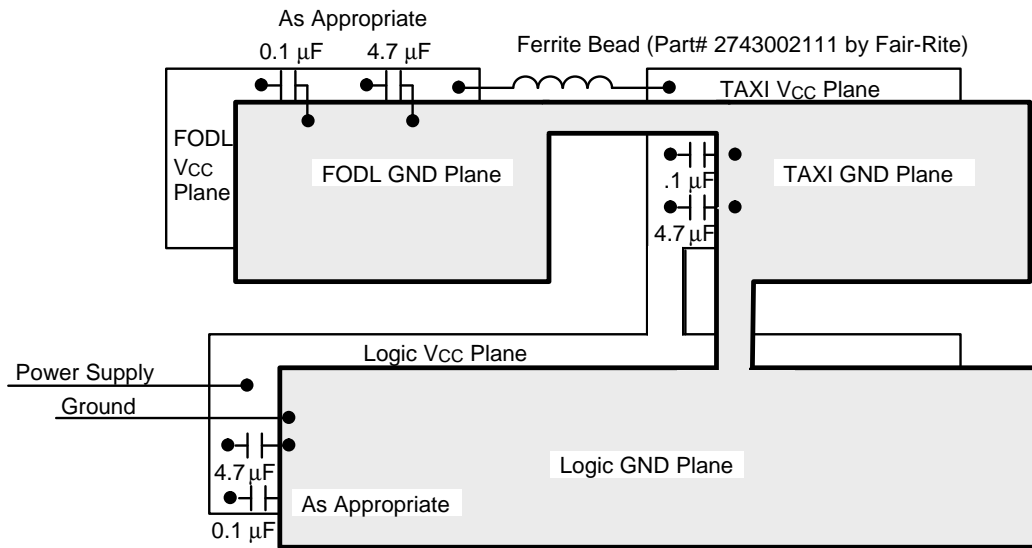 As Appropriate
0.1 μF
4.7 μF
Ferrite Bead (Part# 2743002111 by Fair-Rite)
TAXI VCC Plane
FODL
VCC
Plane
FODL GND Plane
.1 μF
TAXI GND Plane
4.7 μF
Logic VCC Plane
Power Supply
Ground
4.7 μF
Logic GND Plane
As Appropriate
0.1 μF